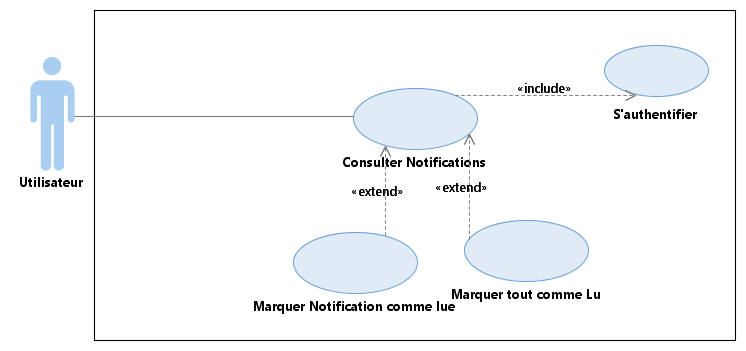 «include»
S'authentifier
Consulter Notifications
Utilisateur
«extend»
«extend»
Marquer Notification comme lue
Marquer tout comme Lu